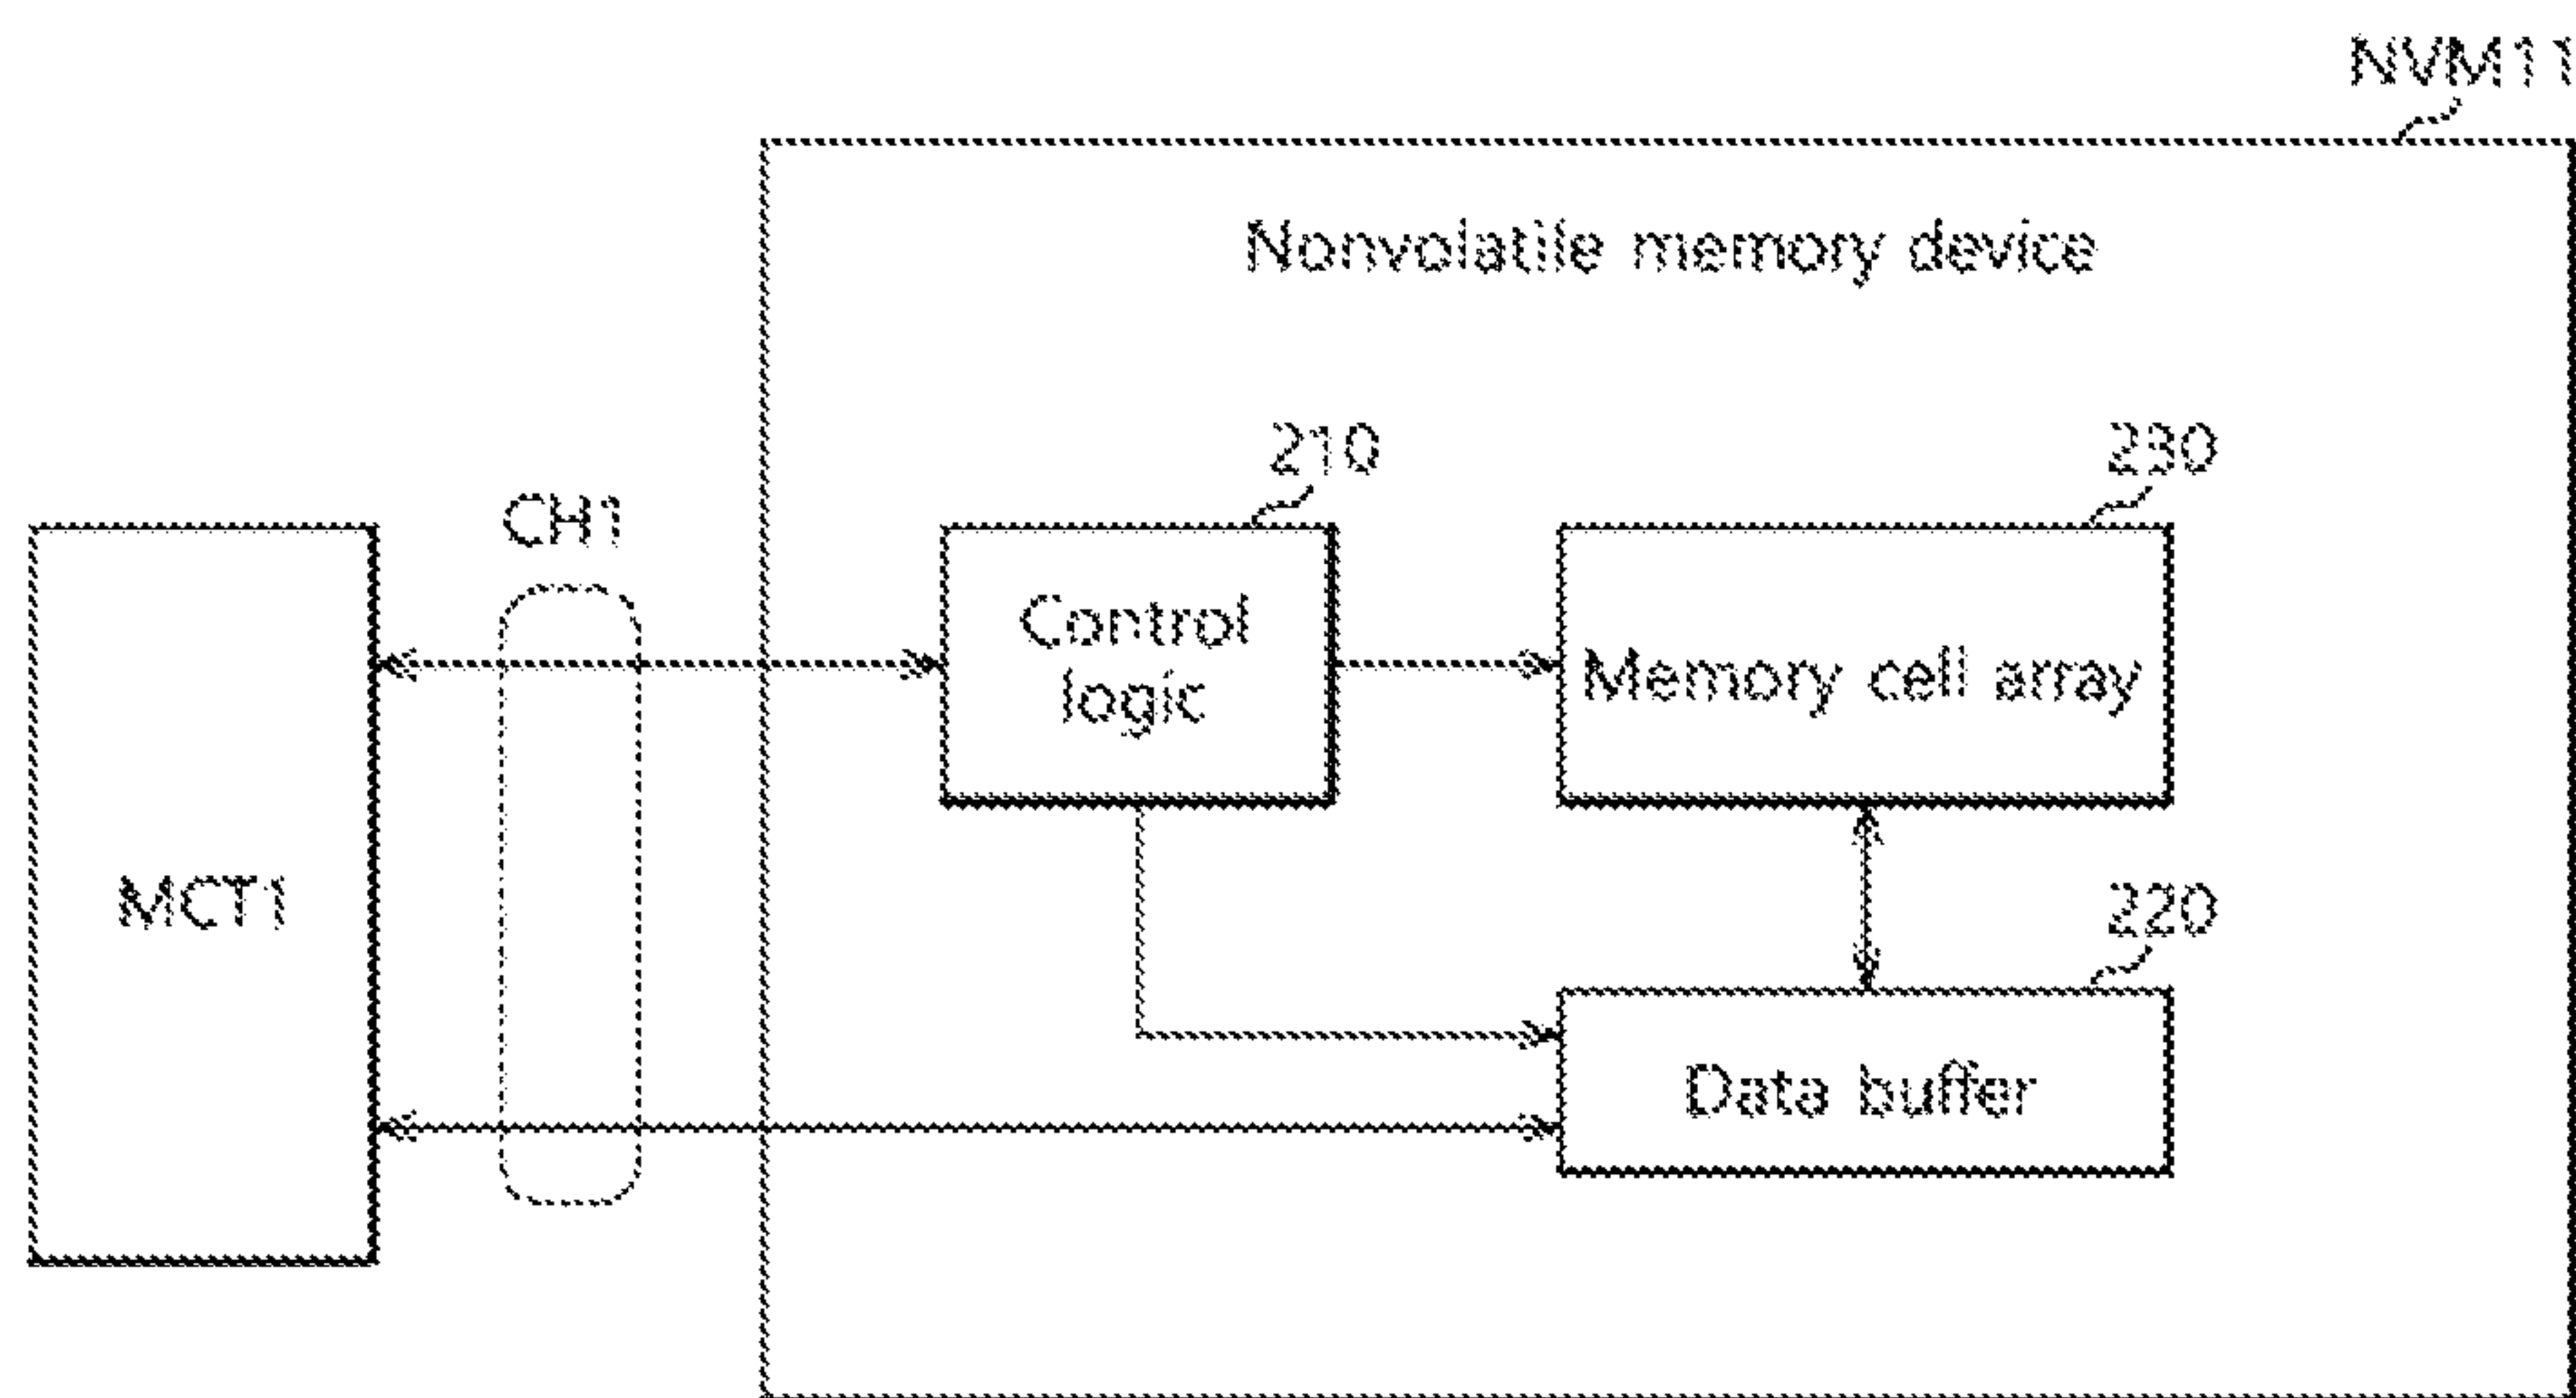 NVM11
Nonvolatile memory device
210
230
CH1
Control
logic
Memory cell array
MCT1
220
Data buffer